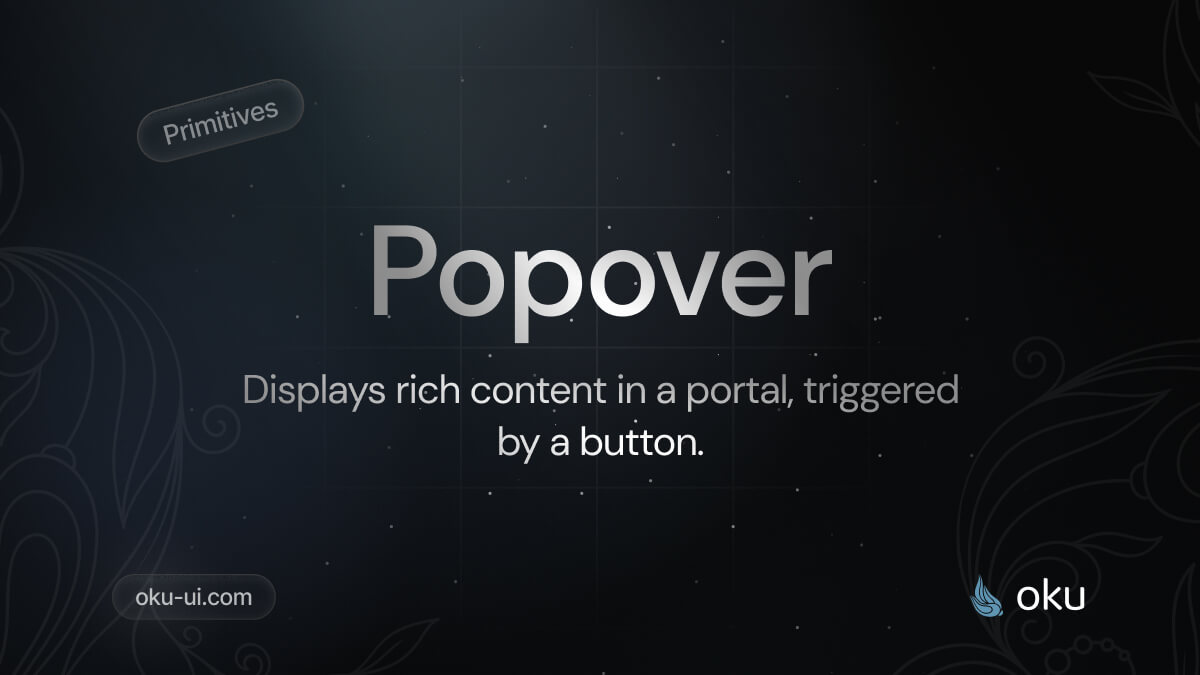 Primitives
Popover
Displays rich content in a portal, triggered
by a button.
oku-ui.com
oku